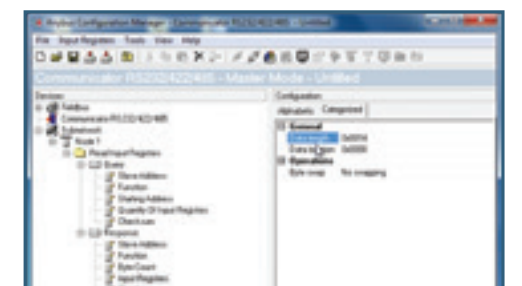 Anybus Configuration Manager - Communicator RS232/422/485 - Untitled
File Input Registers Tools View Help
Communicator RS232/422/485 - Master Mode - Untitled
Devices
Fieldbus
Communicator RS232/422/485
Subnetwork
Node 1
Read Input Registers
Query
Slave Address
Function
Starting Address
Quantity Of Input Registers
Checksum
Response
Slave Address
Function
Byte Count
Input Registers
Configuration
Alphabetic Categorized
General
Data length 0x0016
Data location 0x0000
Operations
Byte swap No swapping